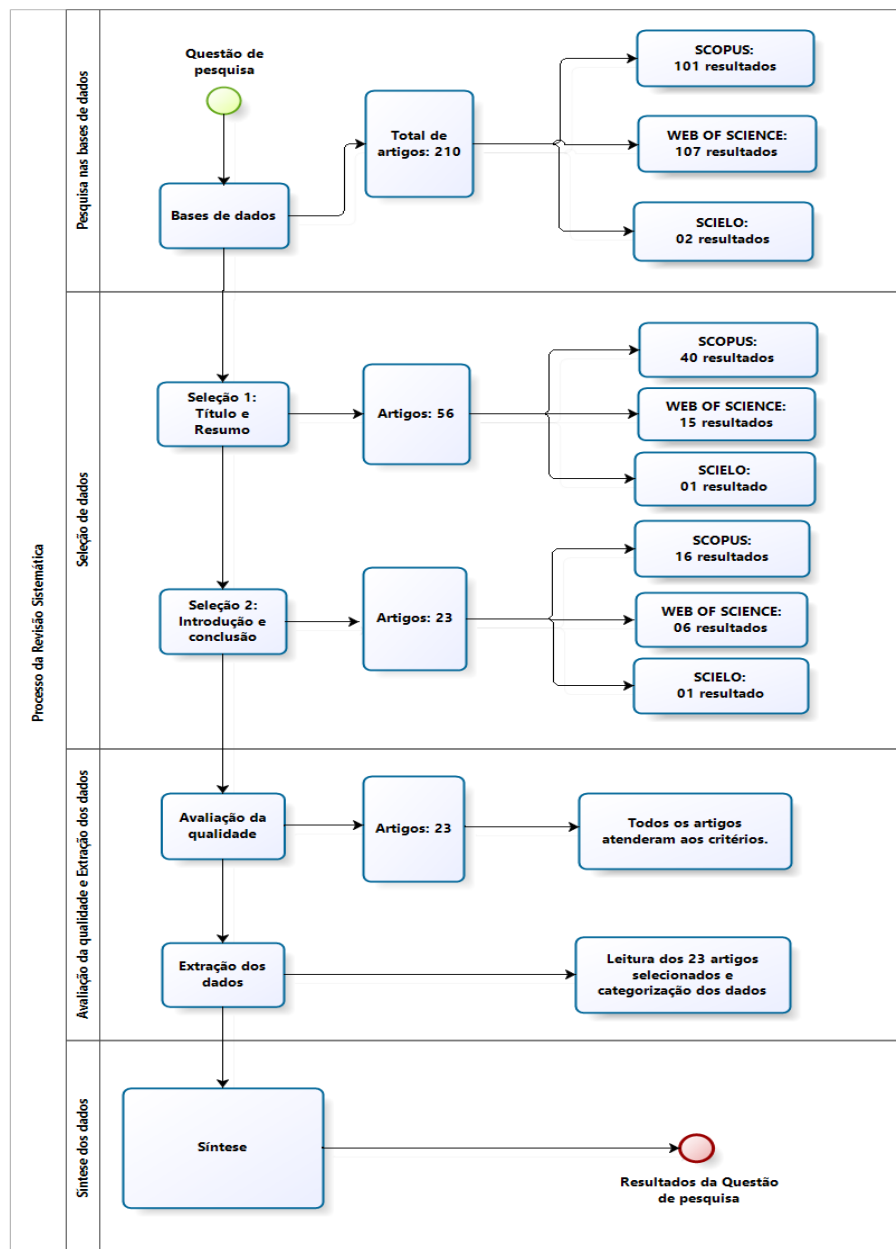 Processo da Revisão Sistemática
Pesquisa nas bases de dados
Questão de
pesquisa
Bases de dados
Total de
artigos: 210
SCOPUS:
101 resultados
WEB OF SCIENCE:
107 resultados
SCIELO:
02 resultados
Seleção de dados
Seleção 1:
Título e
Resumo
Artigos: 56
SCOPUS:
40 resultados
WEB OF SCIENCE:
15 resultados
SCIELO:
01 resultado
Seleção 2:
Introdução e
conclusão
Artigos: 23
SCOPUS:
16 resultados
WEB OF SCIENCE:
06 resultados
SCIELO:
01 resultado
Avaliação da qualidade e Extração dos dados
Avaliação da
qualidade
Artigos: 23
Todos os artigos
atenderam aos critérios.
Extração dos
dados
Leitura dos 23 artigos
selecionados e
categorização dos dados
Síntese dos dados
Síntese
Resultados da Questão
de pesquisa